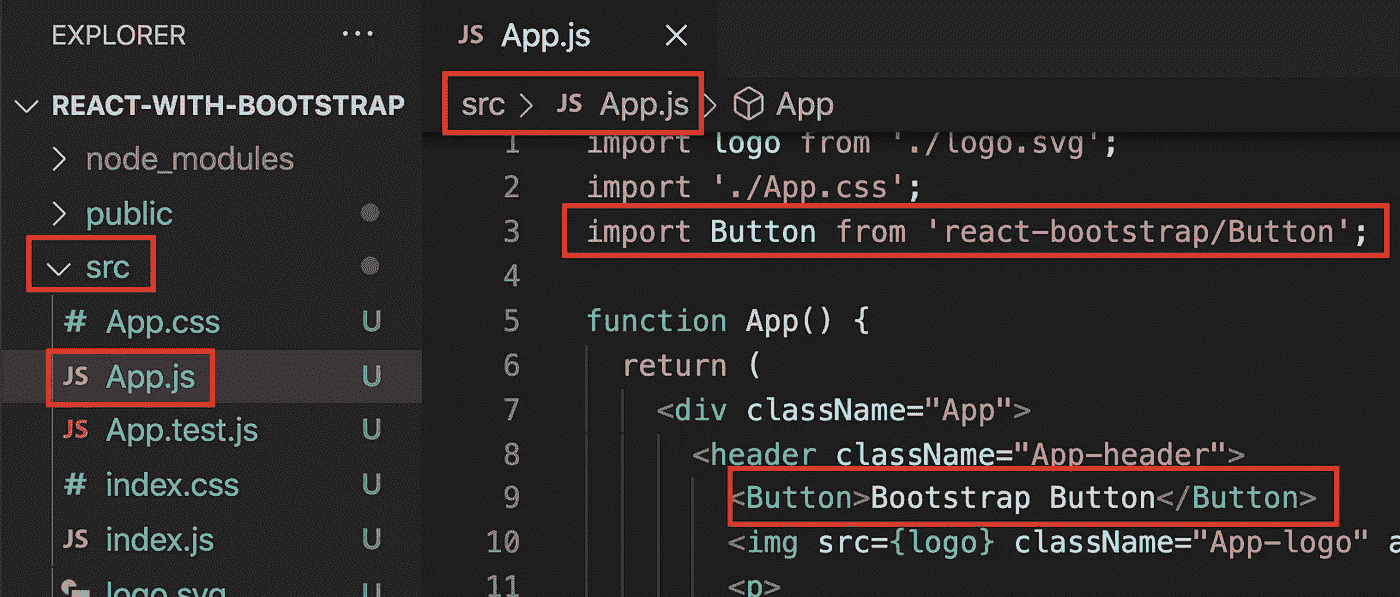 EXPLORER ...
REACT-WITH-BOOTSTRAP
node_modules
public
src
# App.css U
JS App.js U
JS App.test.js U
# index.css U
JS index.js U
logo.svg U
JS App.js ×
src > JS App.js > App
1 import logo from './logo.svg';
2 import './App.css';
3 import Button from 'react-bootstrap/Button';
4
5 function App() {
6 return (
7 <div className="App">
8 <header className="App-header">
9 <Button>Bootstrap Button</Button>
10 <img src={logo} className="App-logo" a
11 <p>